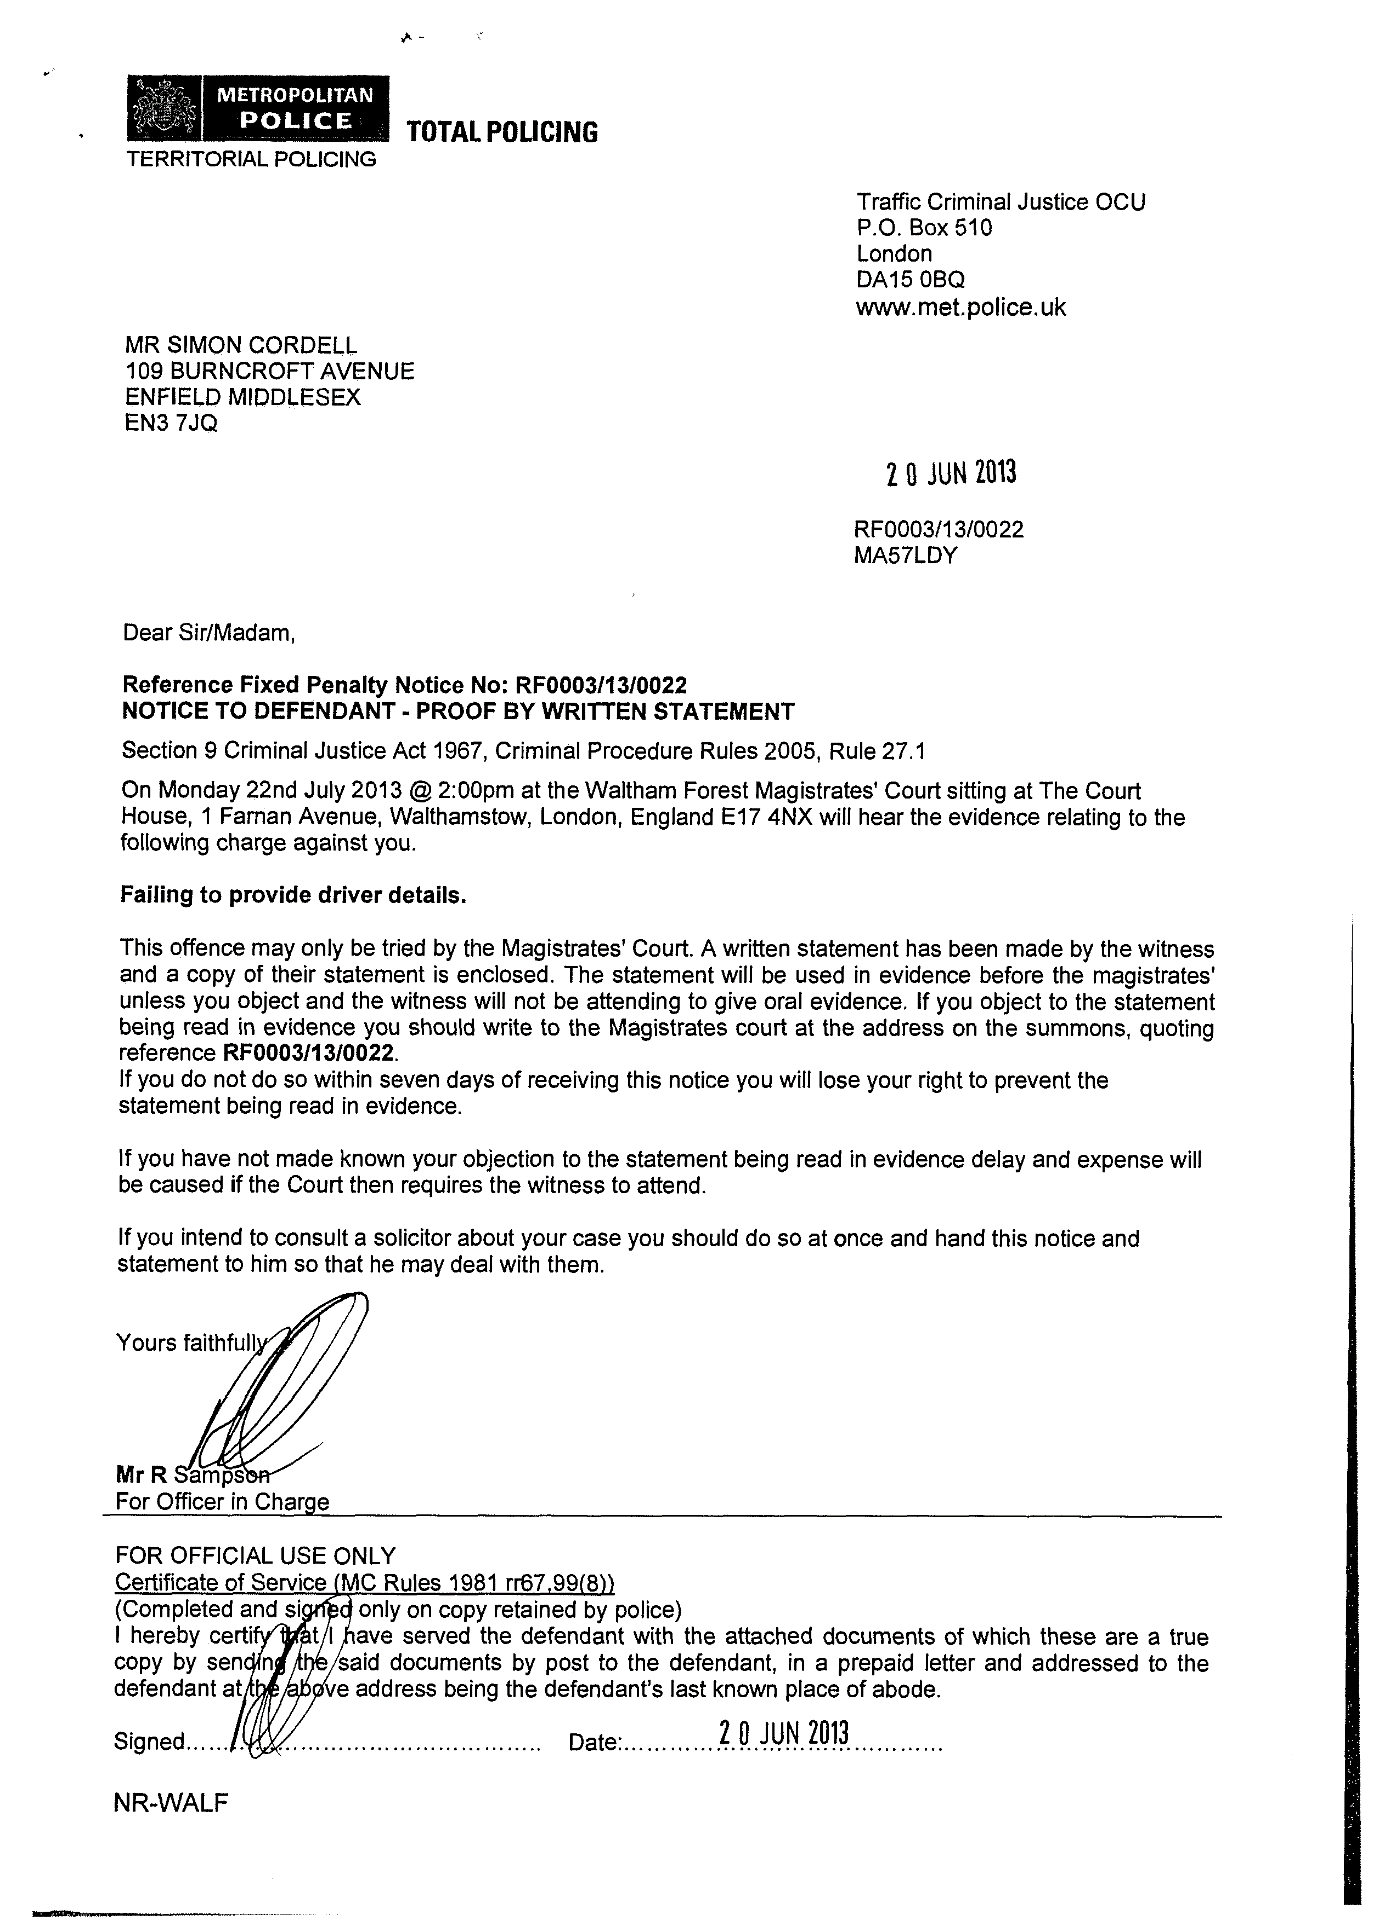 METROPOLITAN
POLICE
TOTAL POLICING
TERRITORIAL POLICING
Traffic Criminal Justice OCU
P.O. Box 510
London
DA15 0BQ
www.met.police.uk
MR SIMON CORDELL
109 BURNCROFT AVENUE
ENFIELD MIDDLESEX
EN3 7JQ
20 JUN 2013
RF0003/13/0022
MA57LDY
Dear Sir/Madam,
Reference Fixed Penalty Notice No: RF0003/13/0022
NOTICE TO DEFENDANT - PROOF BY WRITTEN STATEMENT
Section 9 Criminal Justice Act 1967, Criminal Procedure Rules 2005, Rule 27.1
On Monday 22nd July 2013 @ 2:00pm at the Waltham Forest Magistrates' Court sitting at The Court
House, 1 Farnan Avenue, Walthamstow, London, England E17 4NX will hear the evidence relating to the
following charge against you.
Failing to provide driver details.
This offence may only be tried by the Magistrates' Court. A written statement has been made by the witness
and a copy of their statement is enclosed. The statement will be used in evidence before the magistrates'
unless you object and the witness will not be attending to give oral evidence. If you object to the statement
being read in evidence you should write to the Magistrates court at the address on the summons, quoting
reference RF0003/13/0022.
If you do not do so within seven days of receiving this notice you will lose your right to prevent the
statement being read in evidence.
If you have not made known your objection to the statement being read in evidence delay and expense will
be caused if the Court then requires the witness to attend.
If you intend to consult a solicitor about your case you should do so at once and hand this notice and
statement to him so that he may deal with them.
Yours faithfully
Mr R Sampson
For Officer in Charge
FOR OFFICIAL USE ONLY
Certificate of Service (MC Rules 1981 rr67,99(8))
(Completed and signed only on copy retained by police)
I hereby certify that I have served the defendant with the attached documents of which these are a true
copy by sending the said documents by post to the defendant, in a prepaid letter and addressed to the
defendant at the above address being the defendant's last known place of abode.
Signed.................................................. Date:............20 JUN 2013............
NR-WALF